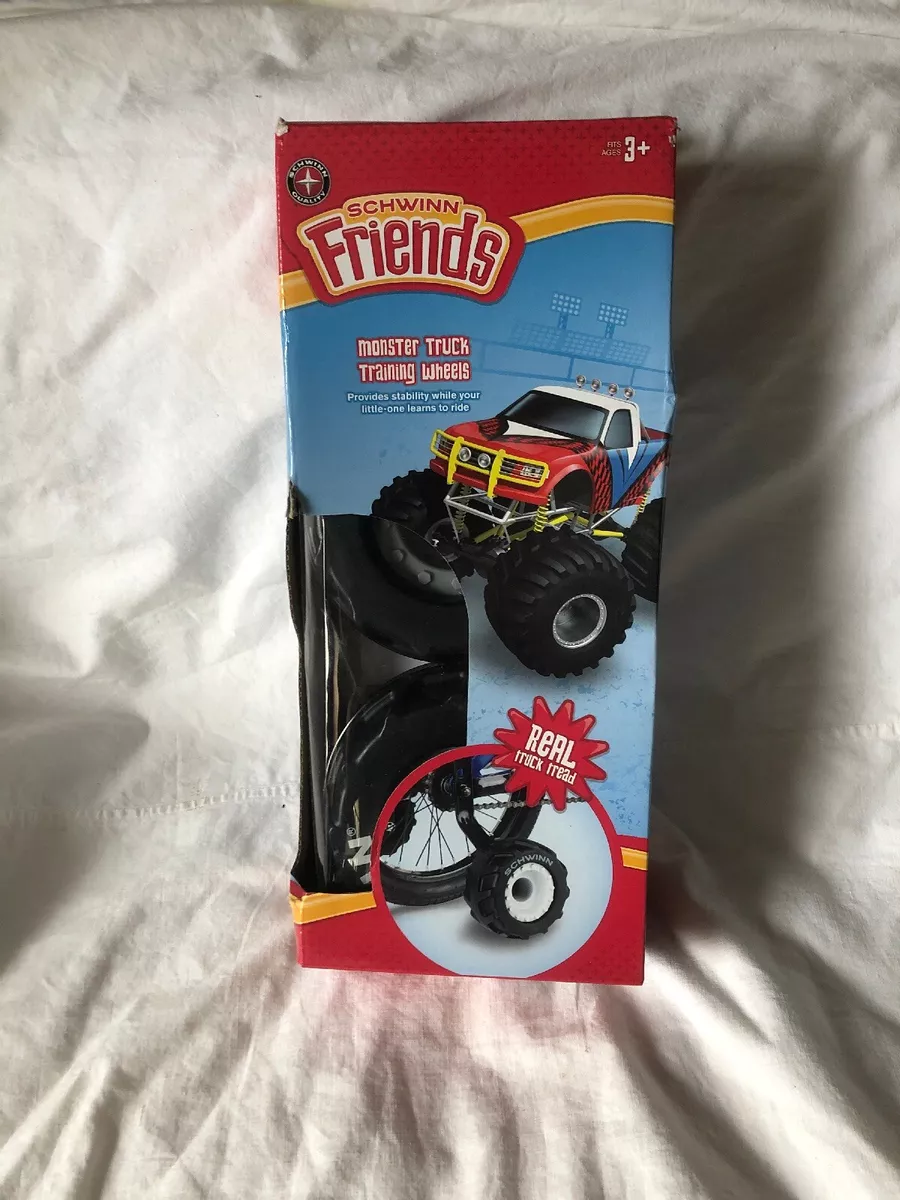 FITS
AGES 3+
SCHWINN
QUALITY
SCHWINN
Friends
monster Truck
Training wheels
Provides stability while your
little-one learns to ride
REAL
truck tread
SCHWINN